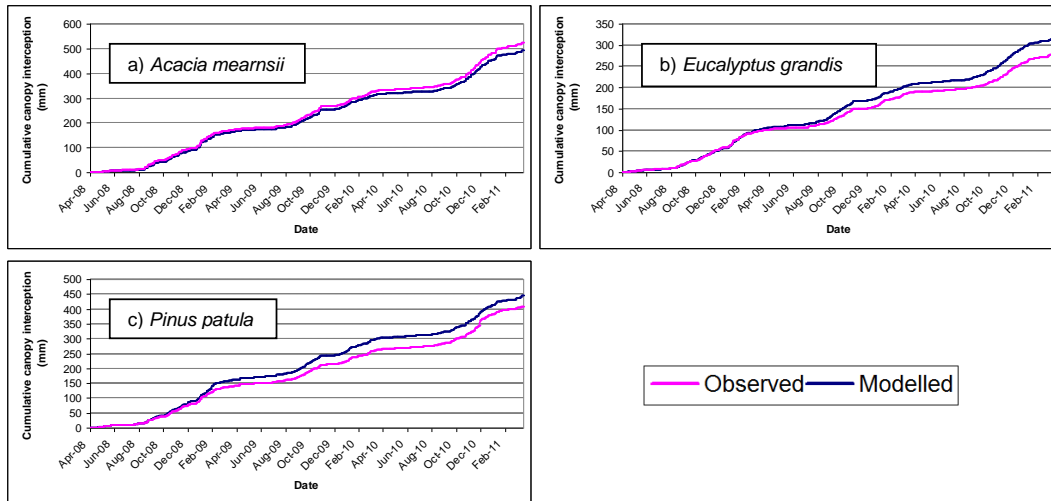 Cumulative canopy interception
(mm)
600
500
400
300
200
100
0
a) Acacia mearnsii
Apr-08
Jun-08
Aug-08
Oct-08
Dec-08
Feb-09
Apr-09
Jun-09
Aug-09
Oct-09
Dec-09
Feb-10
Apr-10
Jun-10
Aug-10
Oct-10
Dec-10
Feb-11
Date
Cumulative canopy interception
(mm)
350
300
250
200
150
100
50
0
b) Eucalyptus grandis
Apr-08
Jun-08
Aug-08
Oct-08
Dec-08
Feb-09
Apr-09
Jun-09
Aug-09
Oct-09
Dec-09
Feb-10
Apr-10
Jun-10
Aug-10
Oct-10
Dec-10
Feb-11
Date
Cumulative canopy interception
(mm)
500
450
400
350
300
250
200
150
100
50
0
c) Pinus patula
Apr-08
Jun-08
Aug-08
Oct-08
Dec-08
Feb-09
Apr-09
Jun-09
Aug-09
Oct-09
Dec-09
Feb-10
Apr-10
Jun-10
Aug-10
Oct-10
Dec-10
Feb-11
Date
Observed Modelled